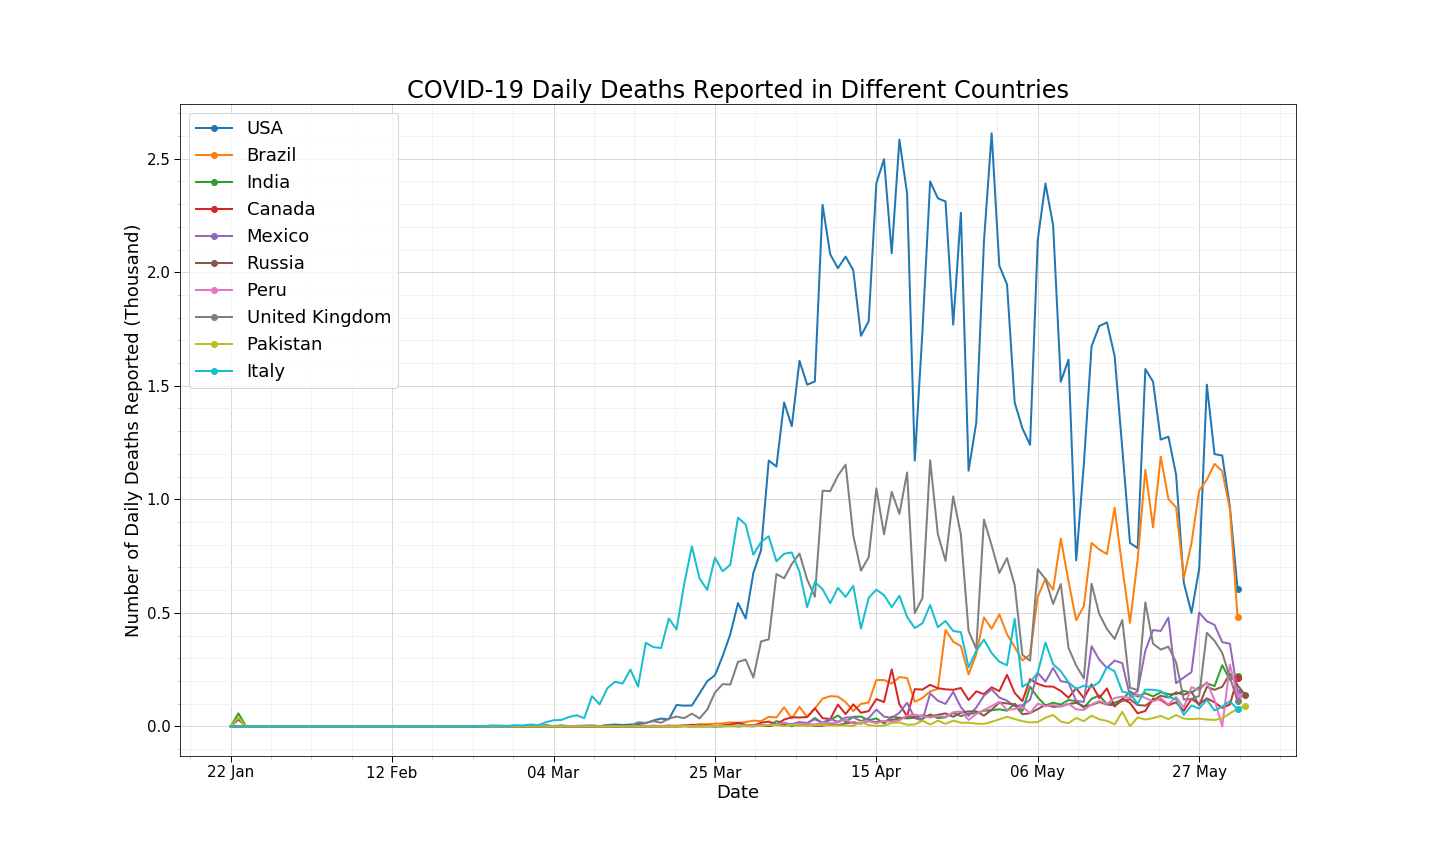 COVID-19 Daily Deaths Reported in Different Countries
USA
Brazil
India
Canada
Mexico
Russia
Peru
United Kingdom
Pakistan
Italy
Number of Daily Deaths Reported (Thousand)
2.5
2.0
1.5
1.0
0.5
0.0
22 Jan
12 Feb
04 Mar
25 Mar
15 Apr
06 May
27 May
Date